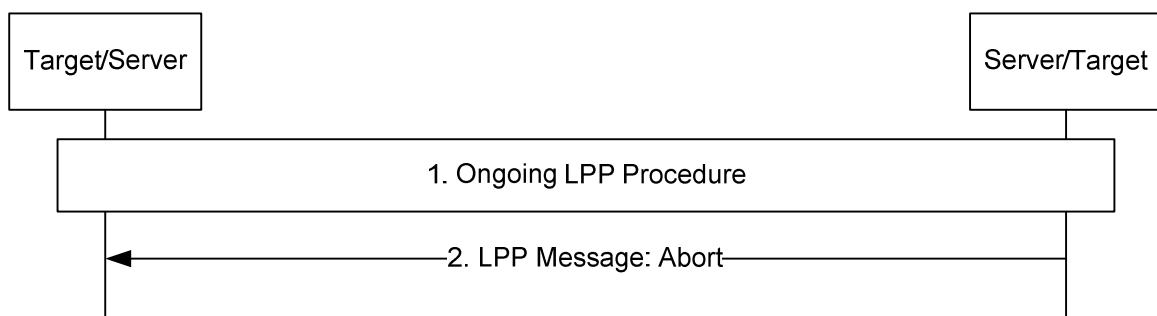 Target/Server
Server/Target
1. Ongoing LPP Procedure
2. LPP Message: Abort